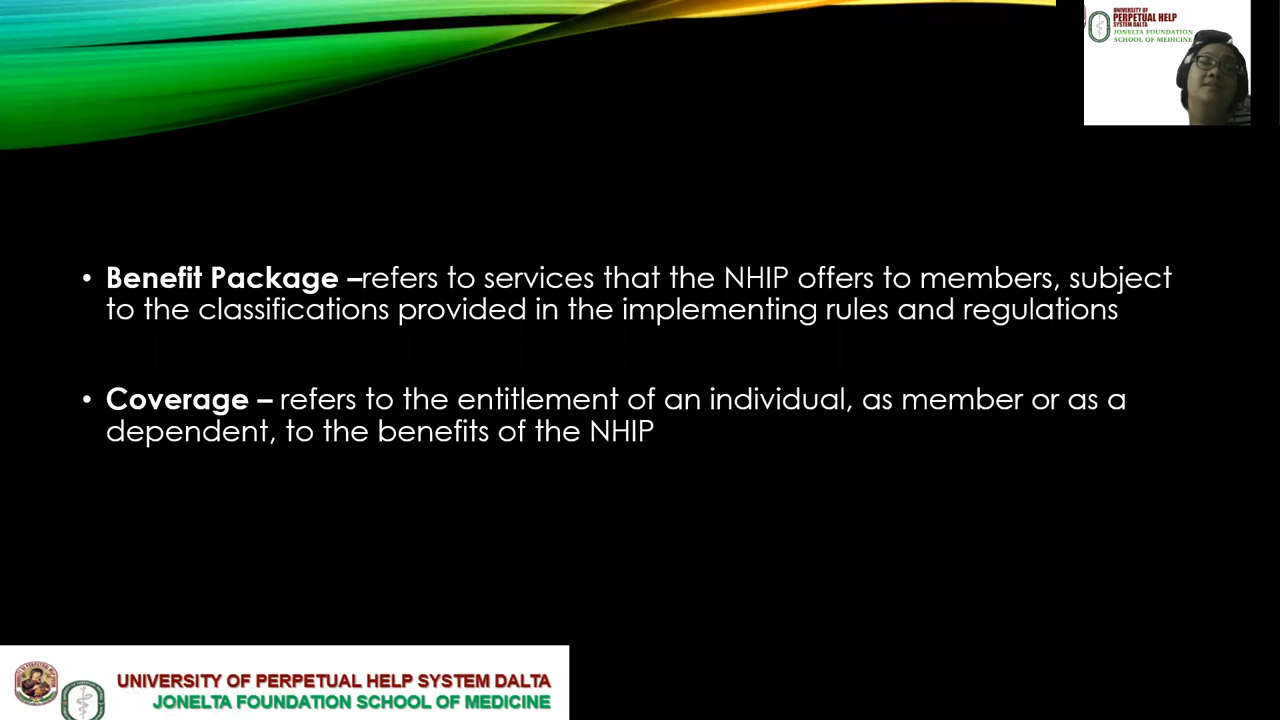 UNIVERSITY OF
PERPETUAL HELP
SYSTEM DALTA
JONELTA FOUNDATION
SCHOOL OF MEDICINE
• Benefit Package –refers to services that the NHIP offers to members, subject
to the classifications provided in the implementing rules and regulations
• Coverage – refers to the entitlement of an individual, as member or as a
dependent, to the benefits of the NHIP
UNIVERSITY OF PERPETUAL HELP SYSTEM DALTA
JONELTA FOUNDATION SCHOOL OF MEDICINE